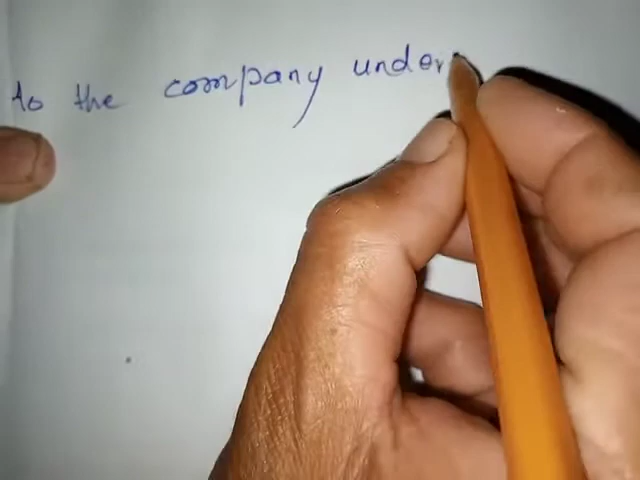 to the company under